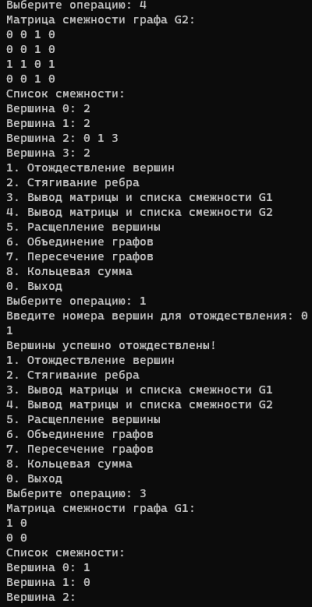 Выберите операцию: 4
Матрица смежности графа G2:
0 0 1 0
0 0 1 0
1 1 0 1
0 0 1 0
Список смежности:
Вершина 0: 2
Вершина 1: 2
Вершина 2: 0 1 3
Вершина 3: 2
1. Отождествление вершин
2. Стягивание ребра
3. Вывод матрицы и списка смежности G1
4. Вывод матрицы и списка смежности G2
5. Расщепление вершины
6. Объединение графов
7. Пересечение графов
8. Кольцевая сумма
0. Выход
Выберите операцию: 1
Введите номера вершин для отождествления: 0
1
Вершины успешно отождествлены!
1. Отождествление вершин
2. Стягивание ребра
3. Вывод матрицы и списка смежности G1
4. Вывод матрицы и списка смежности G2
5. Расщепление вершины
6. Объединение графов
7. Пересечение графов
8. Кольцевая сумма
0. Выход
Выберите операцию: 3
Матрица смежности графа G1:
1 0
0 0
Список смежности:
Вершина 0: 1
Вершина 1: 0
Вершина 2: